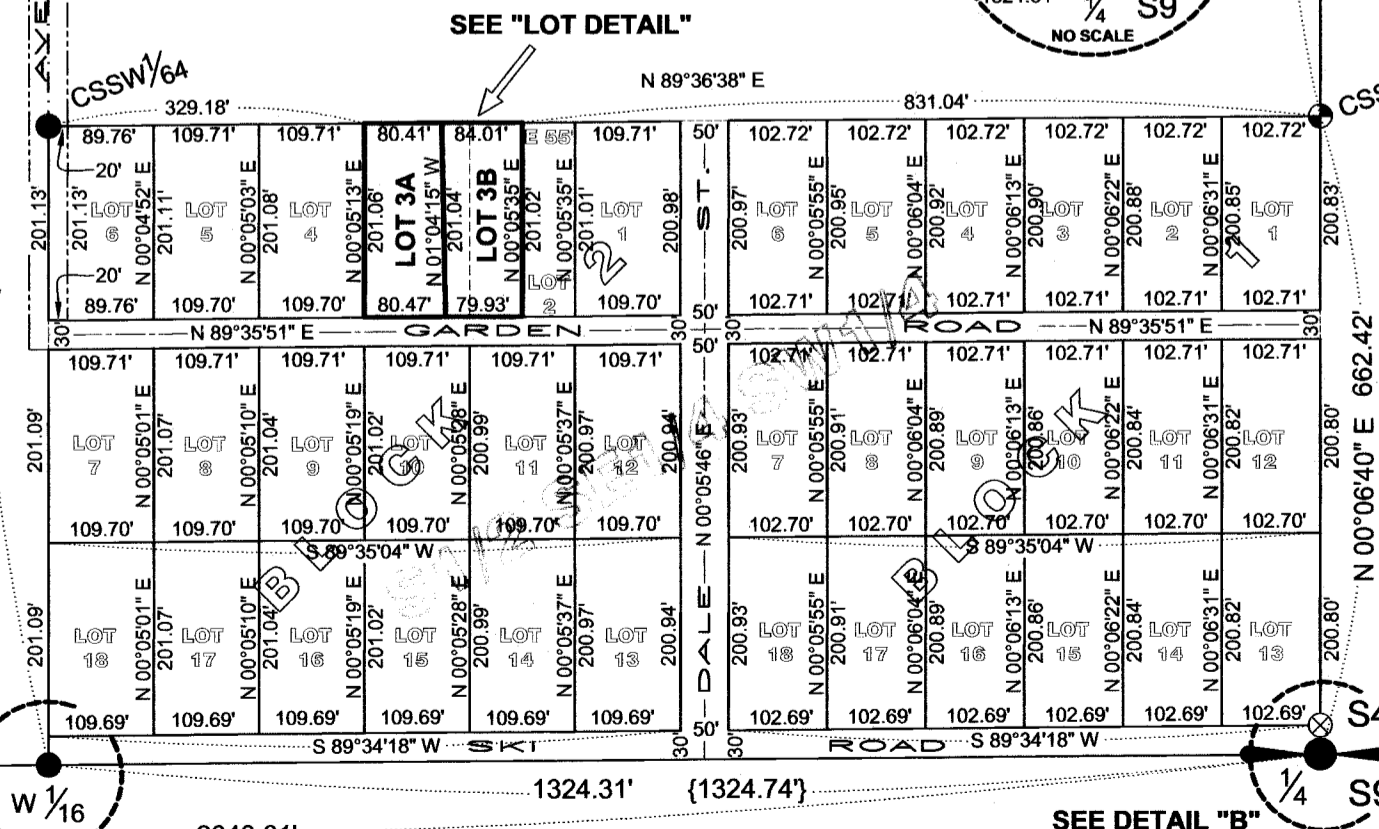 SEE "LOT DETAIL"
1/4 S9
NO SCALE
AVE
CSSW1/64
N 89°36'38" E
329.18'
831.04'
CSS
89.76' 109.71' 109.71' 80.41' 84.01' E 55' 109.71' 50' 102.72' 102.72' 102.72' 102.72' 102.72' 102.72'
20'
201.13' 201.13' N 00°04'52" E 201.11' N 00°05'03" E 201.08' N 00°05'13" E 201.06' N 01°04'15" W 201.04' N 00°05'35" E 201.02' N 00°05'35" E 201.01' 200.98' ST. 200.97' N 00°05'55" E 200.95' N 00°06'04" E 200.92' N 00°06'13" E 200.90' N 00°06'22" E 200.88' N 00°06'31" E 200.85' 200.83'
LOT 6 LOT 5 LOT 4 LOT 3A LOT 3B LOT 2 LOT 1 2 LOT 6 LOT 5 LOT 4 LOT 3 LOT 2 LOT 1 1
20'
89.76' 109.70' 109.70' 80.47' 79.93' 109.70' 50' 102.71' 102.71' 102.71' 102.71' 102.71' 102.71'
30' N 89°35'51" E GARDEN 30' 30' ROAD N 89°35'51" E 30'
109.71' 109.71' 109.71' 109.71' 109.71' 109.71' 50' 102.71' 102.71' 102.71' 102.71' 102.71' 102.71'
201.09' N 00°05'01" E 201.07' N 00°05'10" E 201.04' N 00°05'19" E 201.02' N 00°05'28" E 200.99' N 00°05'37" E 200.97' 200.94' N 00°05'46" E 200.93' N 00°05'55" E 200.91' N 00°06'04" E 200.89' N 00°06'13" E 200.86' N 00°06'22" E 200.84' N 00°06'31" E 200.82' 200.80'
LOT 7 LOT 8 LOT 9 LOT 10 LOT 11 LOT 12 LOT 7 LOT 8 LOT 9 LOT 10 LOT 11 LOT 12
N 00°06'40" E 662.42'
BLOCK
BLOCK
S1/2 SE1/4 SW1/4
109.70' 109.70' 109.70' 109.70' 109.70' 109.70' 102.70' 102.70' 102.70' 102.70' 102.70' 102.70'
S 89°35'04" W S 89°35'04" W
201.09' N 00°05'01" E 201.07' N 00°05'10" E 201.04' N 00°05'19" E 201.02' N 00°05'28" E 200.99' N 00°05'37" E 200.97' 200.94' DALE 200.93' N 00°05'55" E 200.91' N 00°06'04" E 200.89' N 00°06'13" E 200.86' N 00°06'22" E 200.84' N 00°06'31" E 200.82' 200.80'
LOT 18 LOT 17 LOT 16 LOT 15 LOT 14 LOT 13 LOT 18 LOT 17 LOT 16 LOT 15 LOT 14 LOT 13
109.69' 109.69' 109.69' 109.69' 109.69' 109.69' 50' 102.69' 102.69' 102.69' 102.69' 102.69' 102.69'
S4
S 89°34'18" W SKI 30' 30' ROAD S 89°34'18" W
1324.31' {1324.74'}
W 1/16
1/4 S9
SEE DETAIL "B"